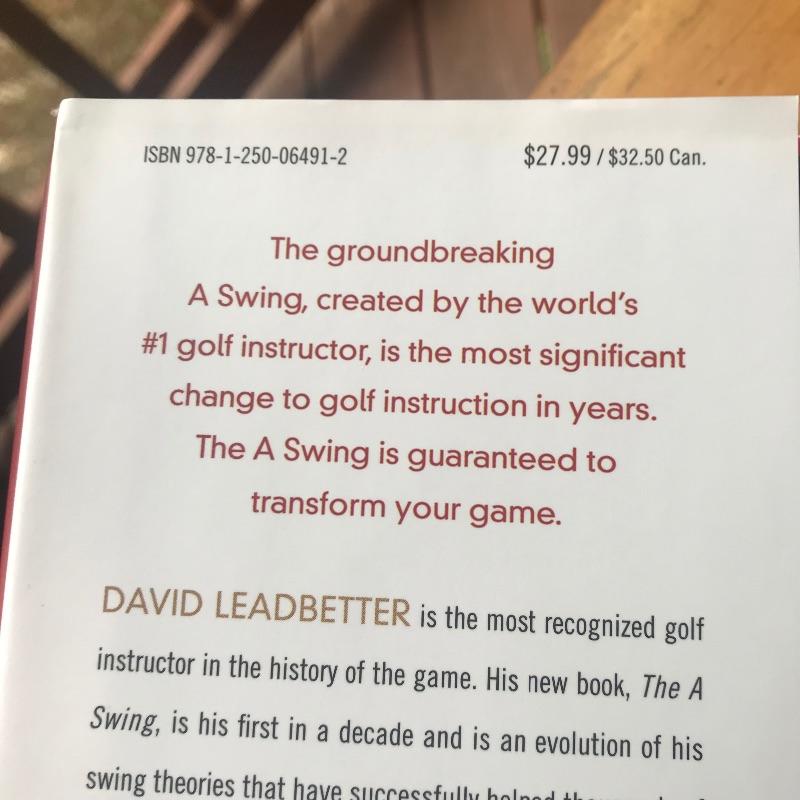 ISBN 978-1-250-06491-2 $27.99 / $32.50 Can.
The groundbreaking
A Swing, created by the world's
#1 golf instructor, is the most significant
change to golf instruction in years.
The A Swing is guaranteed to
transform your game.
DAVID LEADBETTER is the most recognized golf
instructor in the history of the game. His new book, The A
Swing, is his first in a decade and is an evolution of his
swing theories that have successfully helped